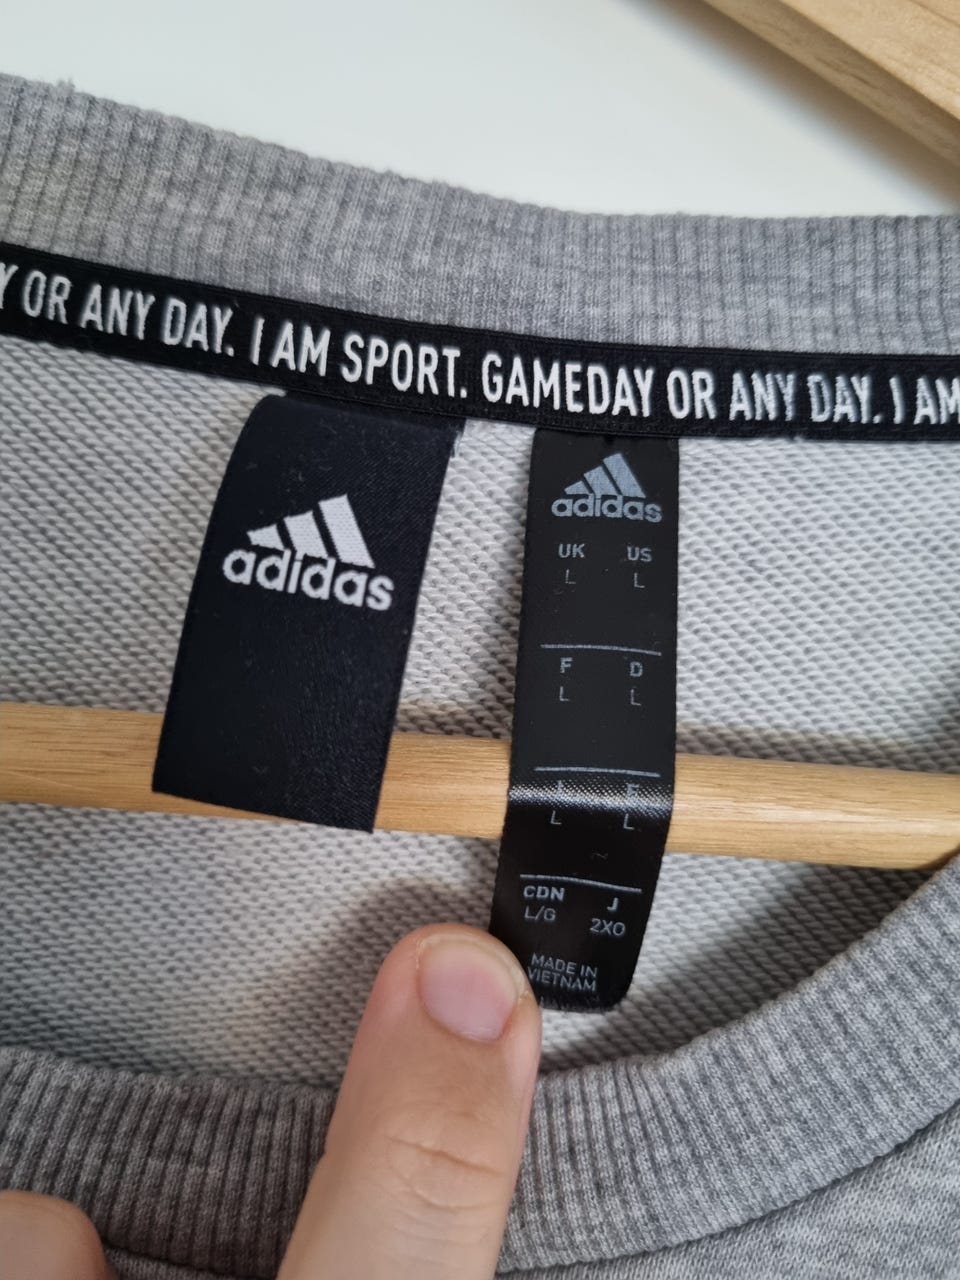 Y OR ANY DAY. I AM SPORT. GAMEDAY OR ANY DAY. I AM
adidas
adidas
UK US
L L
F D
L L
I E
L L
CDN J
L/G 2XO
MADE IN
VIETNAM